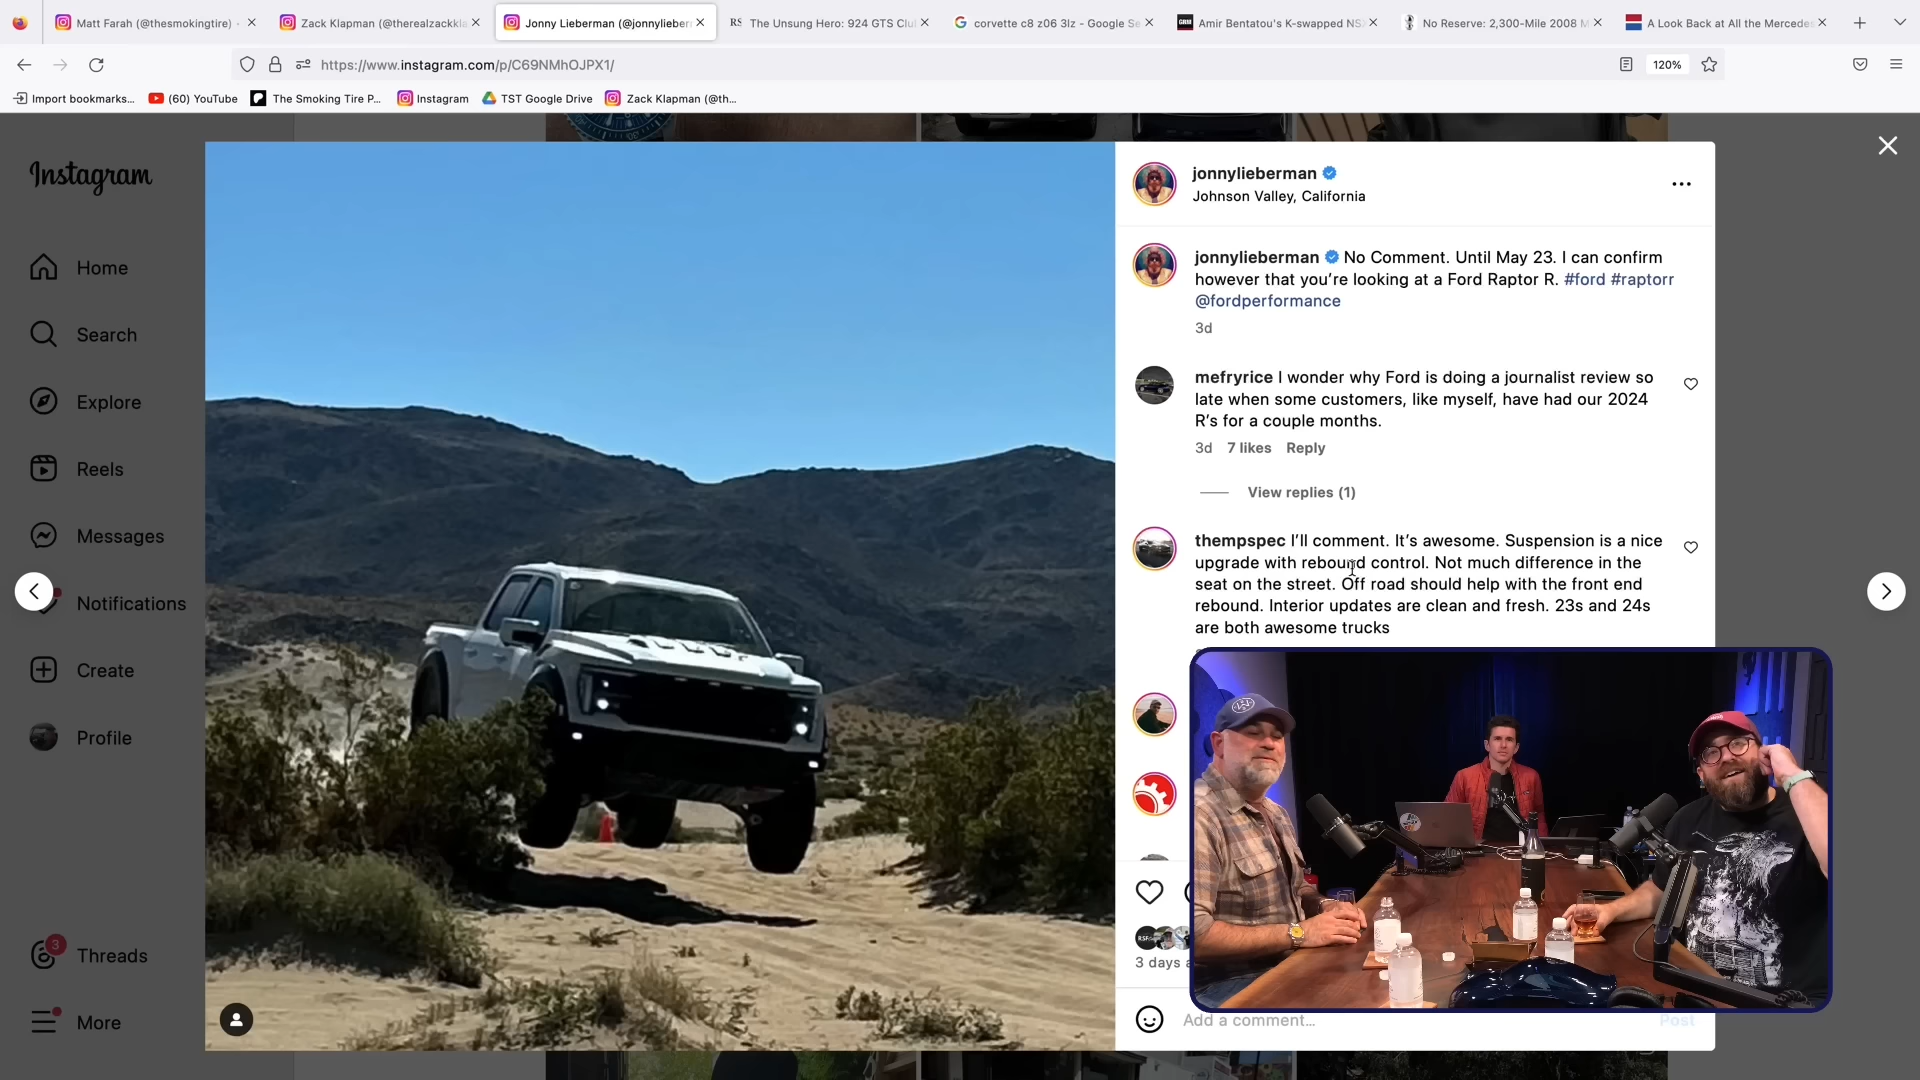 Matt Farah (@thesmokingtire) ·
Zack Klapman (@therealzackkla
Jonny Lieberman (@jonnylieber
RS The Unsung Hero: 924 GTS Clu
corvette c8 z06 3lz - Google Se
GRM Amir Bentatou's K-swapped NSX
No Reserve: 2,300-Mile 2008 M
A Look Back at All the Mercedes
https://www.instagram.com/p/C69NMhOJPX1/
120%
Import bookmarks...
(60) YouTube
The Smoking Tire P...
Instagram
TST Google Drive
Zack Klapman (@th...
Instagram
Home
Search
Explore
Reels
Messages
Notifications
Create
Profile
3
Threads
More
jonnylieberman
Johnson Valley, California
jonnylieberman No Comment. Until May 23. I can confirm
however that you’re looking at a Ford Raptor R. #ford #raptorr
@fordperformance
3d
mefryrice I wonder why Ford is doing a journalist review so
late when some customers, like myself, have had our 2024
R’s for a couple months.
3d 7 likes Reply
View replies (1)
thempspec I’ll comment. It’s awesome. Suspension is a nice
upgrade with rebound control. Not much difference in the
seat on the street. Off road should help with the front end
rebound. Interior updates are clean and fresh. 23s and 24s
are both awesome trucks
3 days a
Add a comment...
Post